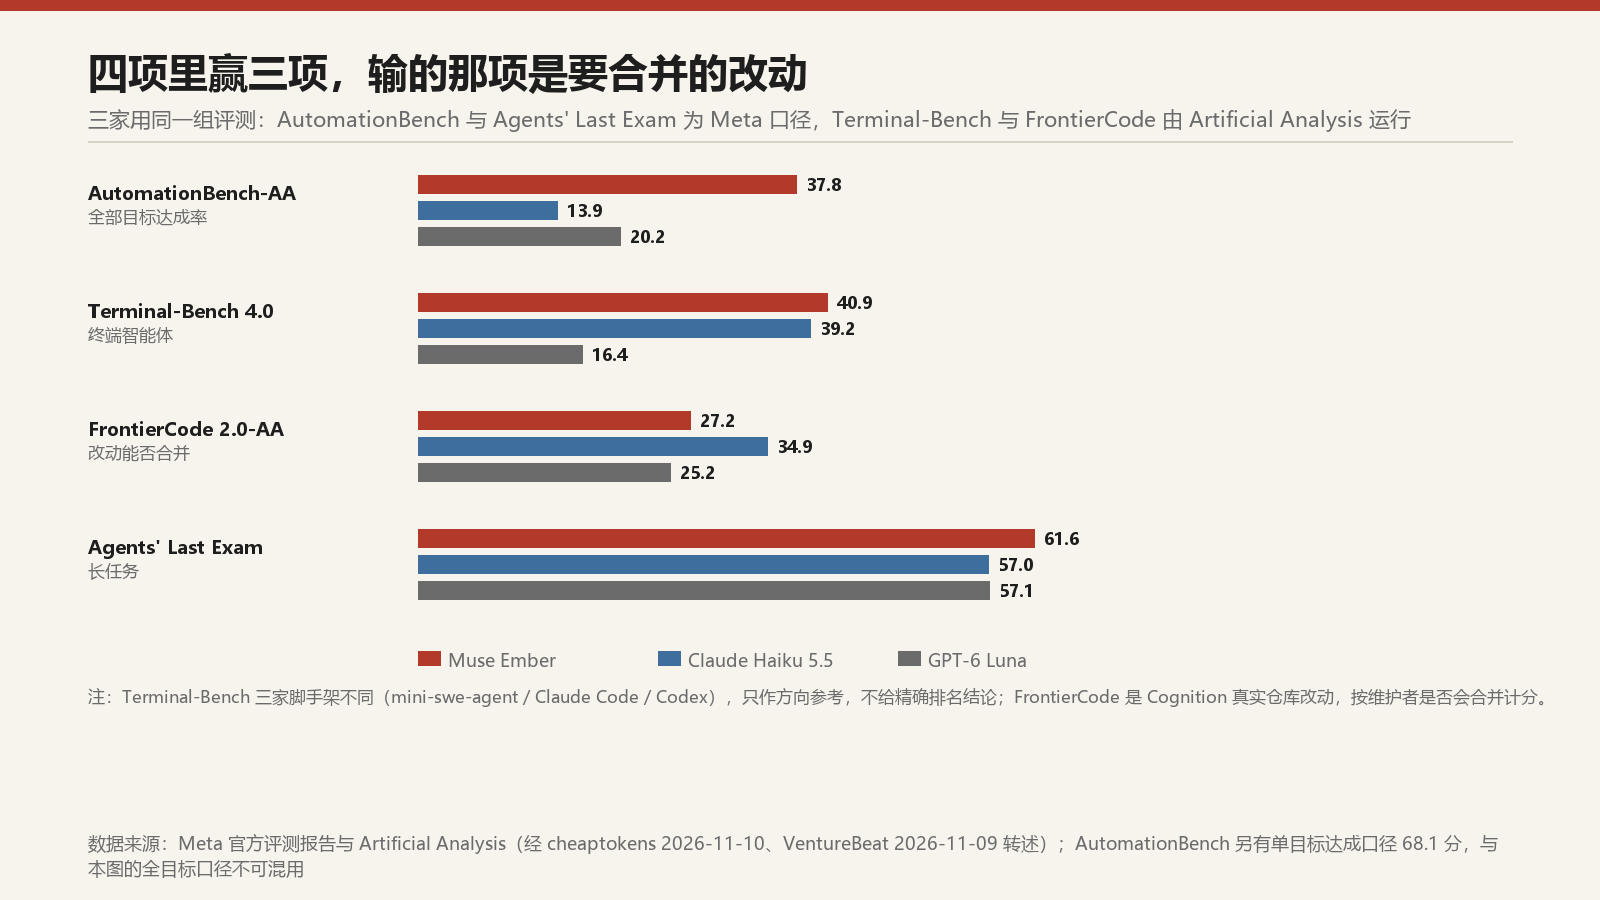 四项里赢三项，输的那项是要合并的改动
三家用同一组评测：AutomationBench 与 Agents' Last Exam 为 Meta 口径，Terminal-Bench 与 FrontierCode 由 Artificial Analysis 运行
AutomationBench-AA
全部目标达成率
37.8
13.9
20.2
Terminal-Bench 4.0
终端智能体
40.9
39.2
16.4
FrontierCode 2.0-AA
改动能否合并
27.2
34.9
25.2
Agents' Last Exam
长任务
61.6
57.0
57.1
Muse Ember
Claude Haiku 5.5
GPT-6 Luna
注：Terminal-Bench 三家脚手架不同（mini-swe-agent / Claude Code / Codex），只作方向参考，不给精确排名结论；FrontierCode 是 Cognition 真实仓库改动，按维护者是否会合并计分。
数据来源：Meta 官方评测报告与 Artificial Analysis（经 cheaptokens 2026-11-10、VentureBeat 2026-11-09 转述）；AutomationBench 另有单目标达成口径 68.1 分，与
本图的全目标口径不可混用